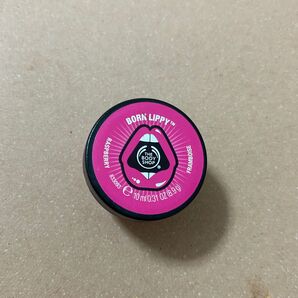 BORN LIPPY™
RASPBERRY
FRAMBOISE
THE
BODY
SHOP
℮ 10 ml/0.31 OZ (8.9 g)